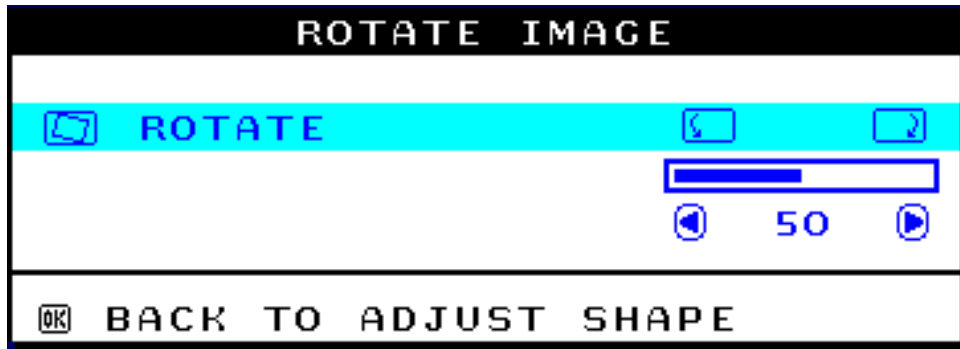 ROTATE IMAGE
ROTATE
50
OK BACK TO ADJUST SHAPE